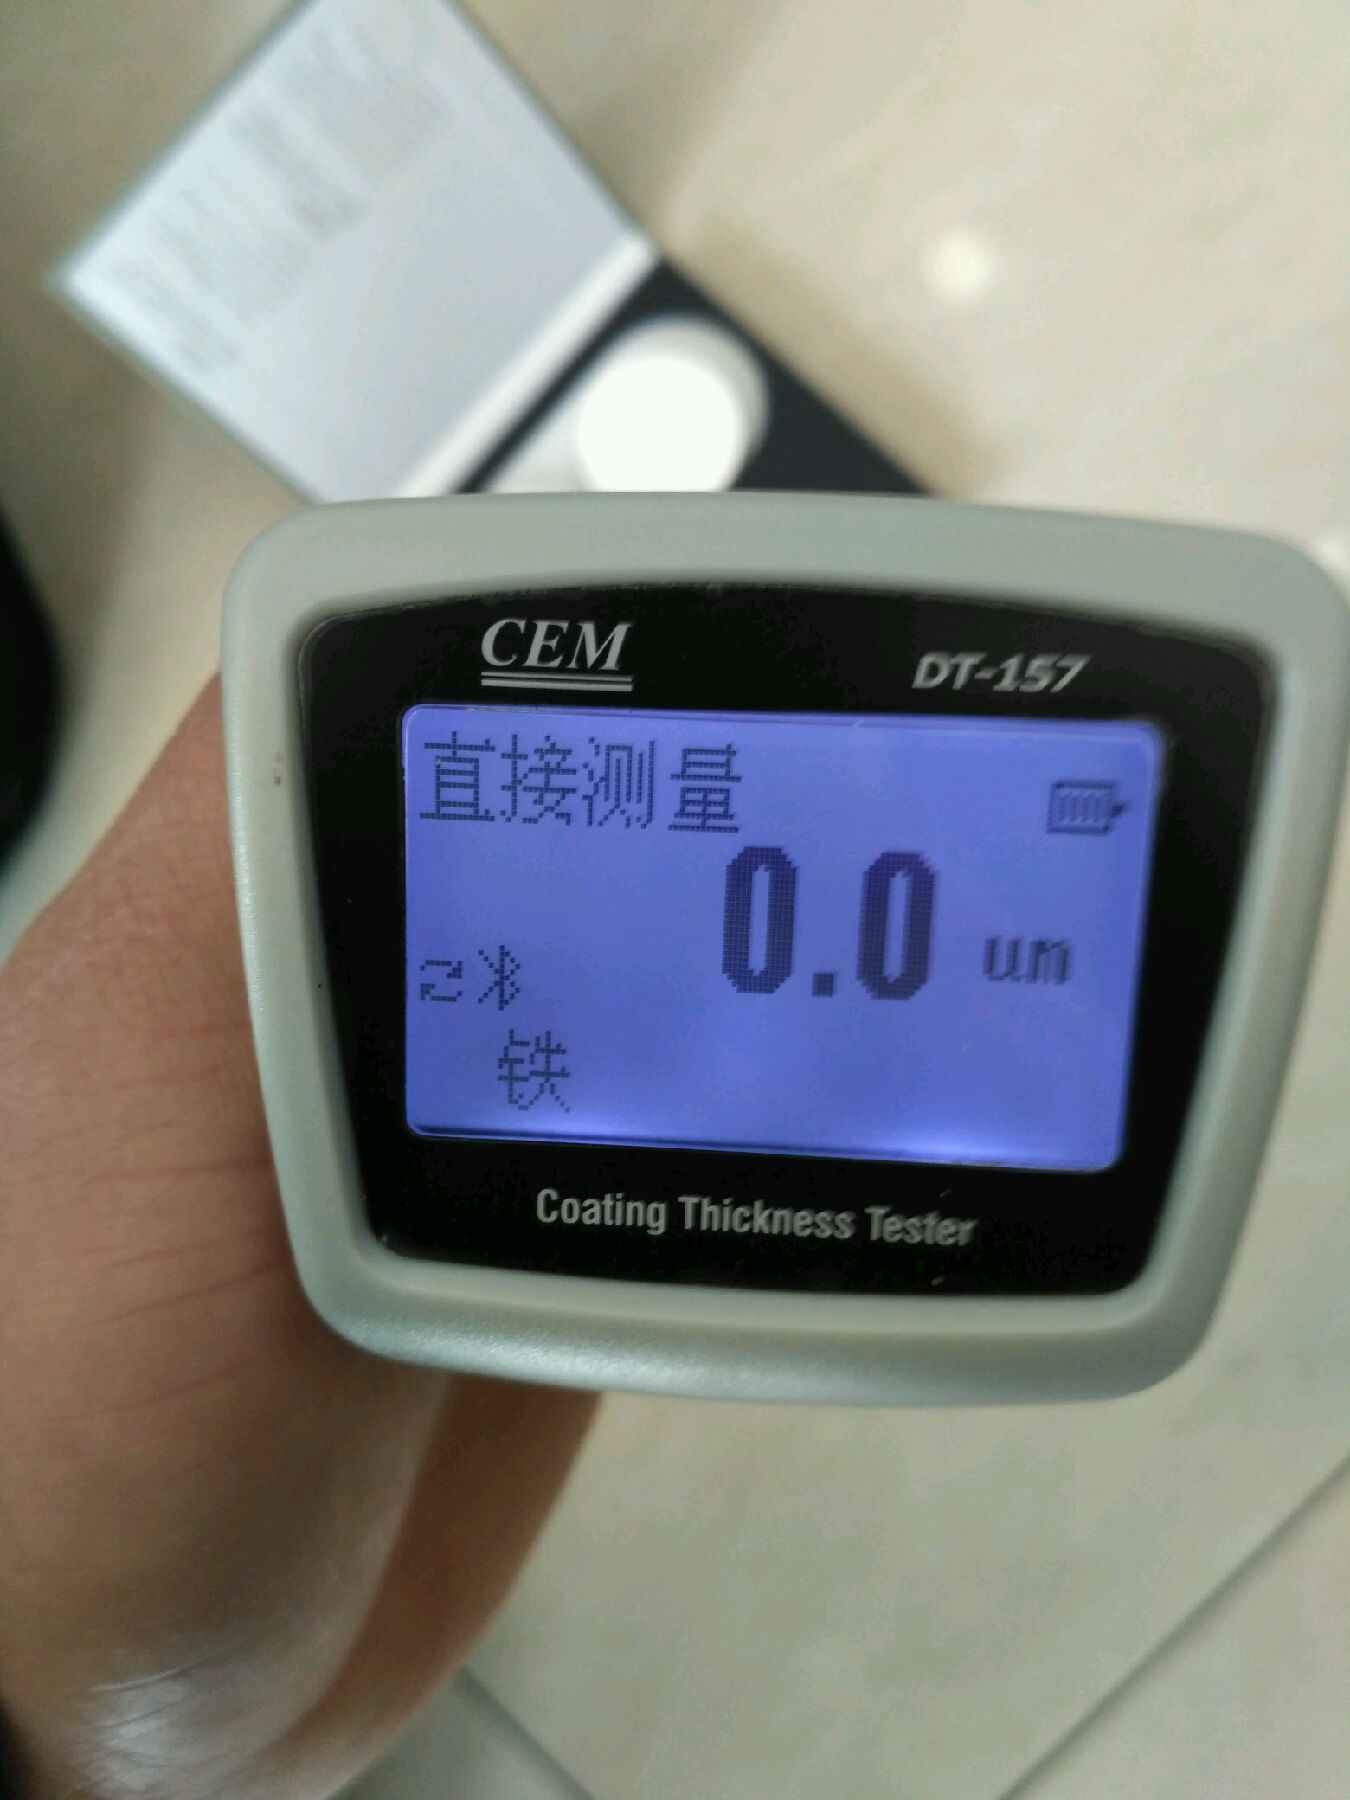 CEM
DT-157
直接测量
0.0 um
铁
Coating Thickness Tester